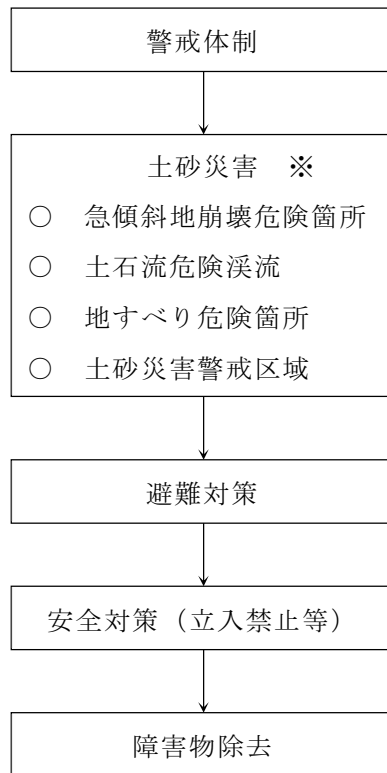 警戒体制
土砂災害　※
○　急傾斜地崩壊危険箇所
○　土石流危険渓流
○　地すべり危険箇所
○　土砂災害警戒区域
避難対策
安全対策（立入禁止等）
障害物除去